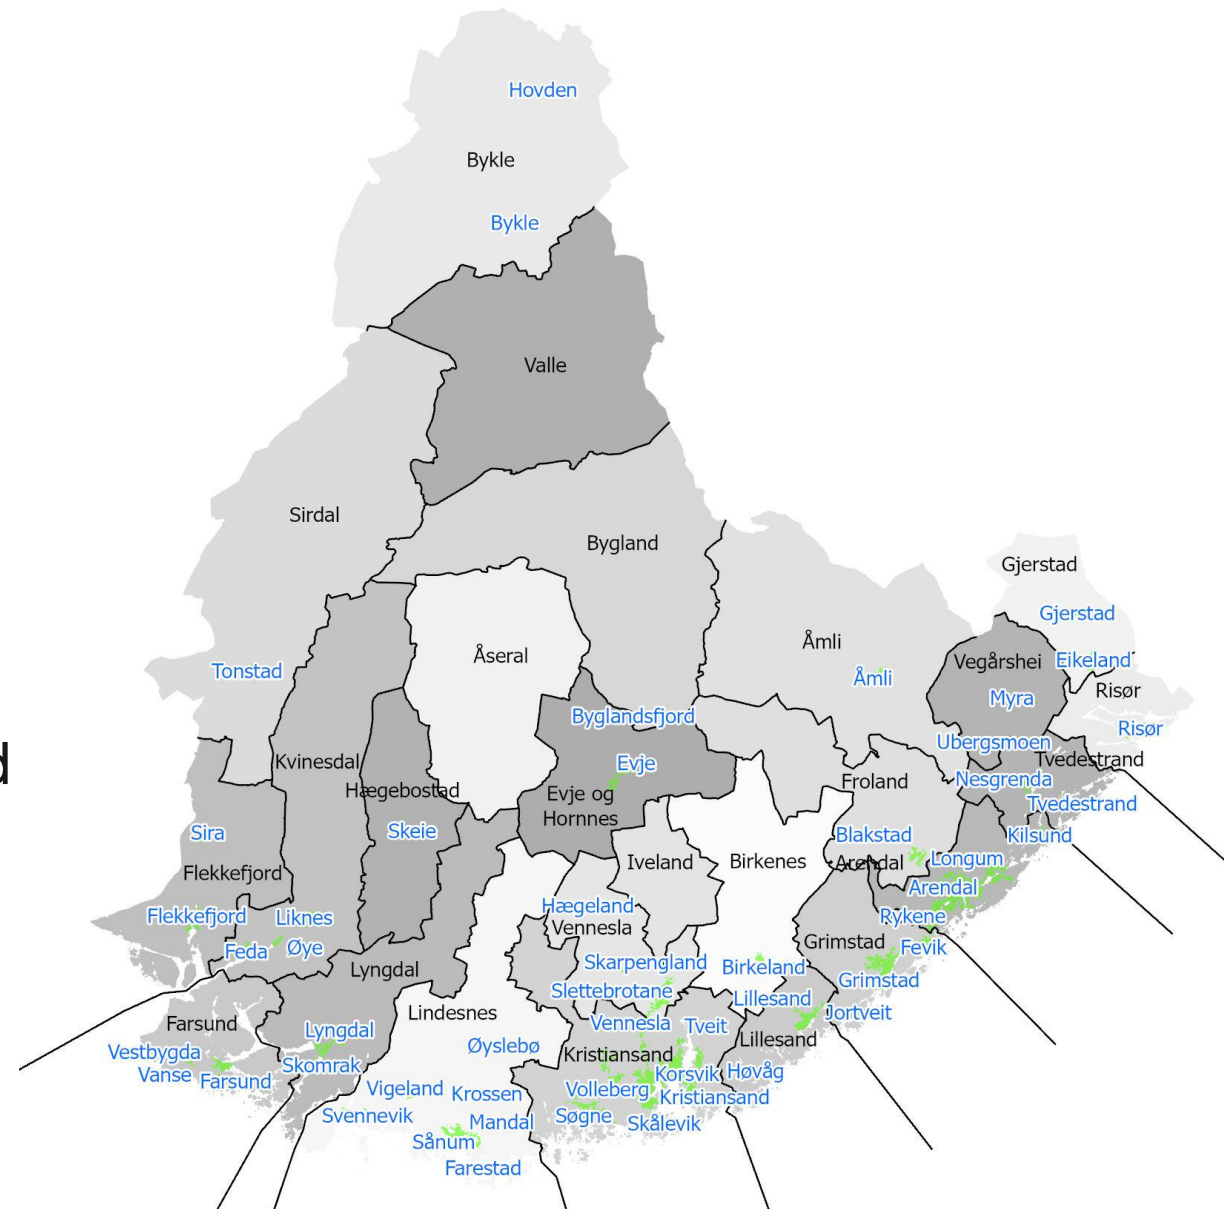 Hovden
Bykle
Bykle
Valle
Sirdal
Bygland
Gjerstad
Gjerstad
Åmli
Åseral
Vegårshei
Eikeland
Tonstad
Åmli
Risør
Myra
Byglandsfjord
Risør
Ubergsmoen
d
Kvinesdal
Evje
Tvedestrand
Froland
Nesgrenda
Hægebostad
Evje og
Hornnes
Tvedestrand
Sira
Skeie
Blakstad
Kilsund
Iveland
Birkenes
Arendal
Longum
Flekkefjord
Arendal
Hægeland
Flekkefjord
Liknes
Rykene
Vennesla
Grimstad
Feda
Øye
Fevik
Skarpengland
Birkeland
Lyngdal
Grimstad
Slettebrotane
Lillesand
Lindesnes
Jortveit
Farsund
Vennesla
Tveit
Lyngdal
Lillesand
Øyslebø
Vestbygda
Kristiansand
Skomrak
Vanse
Farsund
Korsvik
Høvåg
Vigeland
Krossen
Volleberg
Kristiansand
Svennevik
Søgne
Mandal
Skålevik
Sånum
Farestad